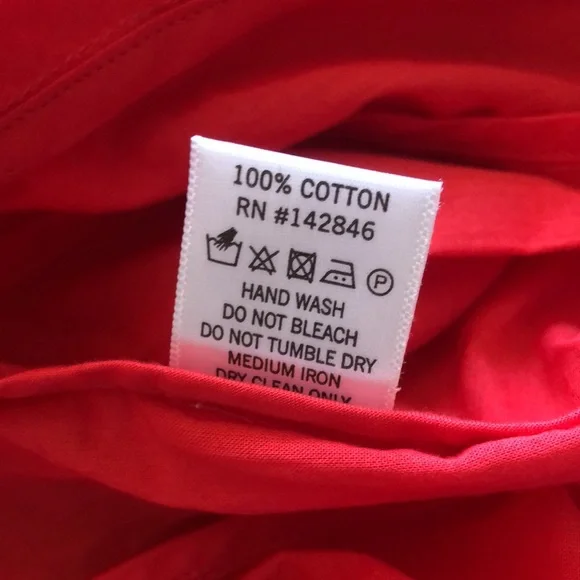 100% COTTON
RN #142846
P
HAND WASH
DO NOT BLEACH
DO NOT TUMBLE DRY
MEDIUM IRON
DRY CLEAN ONLY